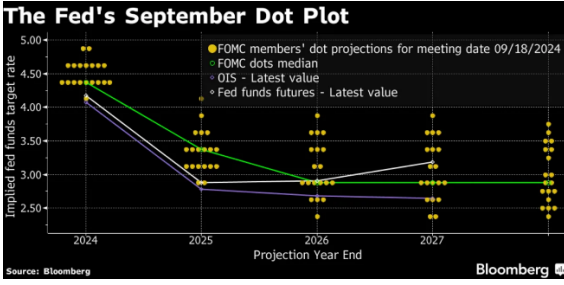 The Fed's September Dot Plot
FOMC members' dot projections for meeting date 09/18/2024
FOMC dots median
OIS - Latest value
Fed funds futures - Latest value
Implied fed funds target rate
5.00
4.50
4.00
3.50
3.00
2.50
2024
2025
2026
2027
Projection Year End
Source: Bloomberg
Bloomberg